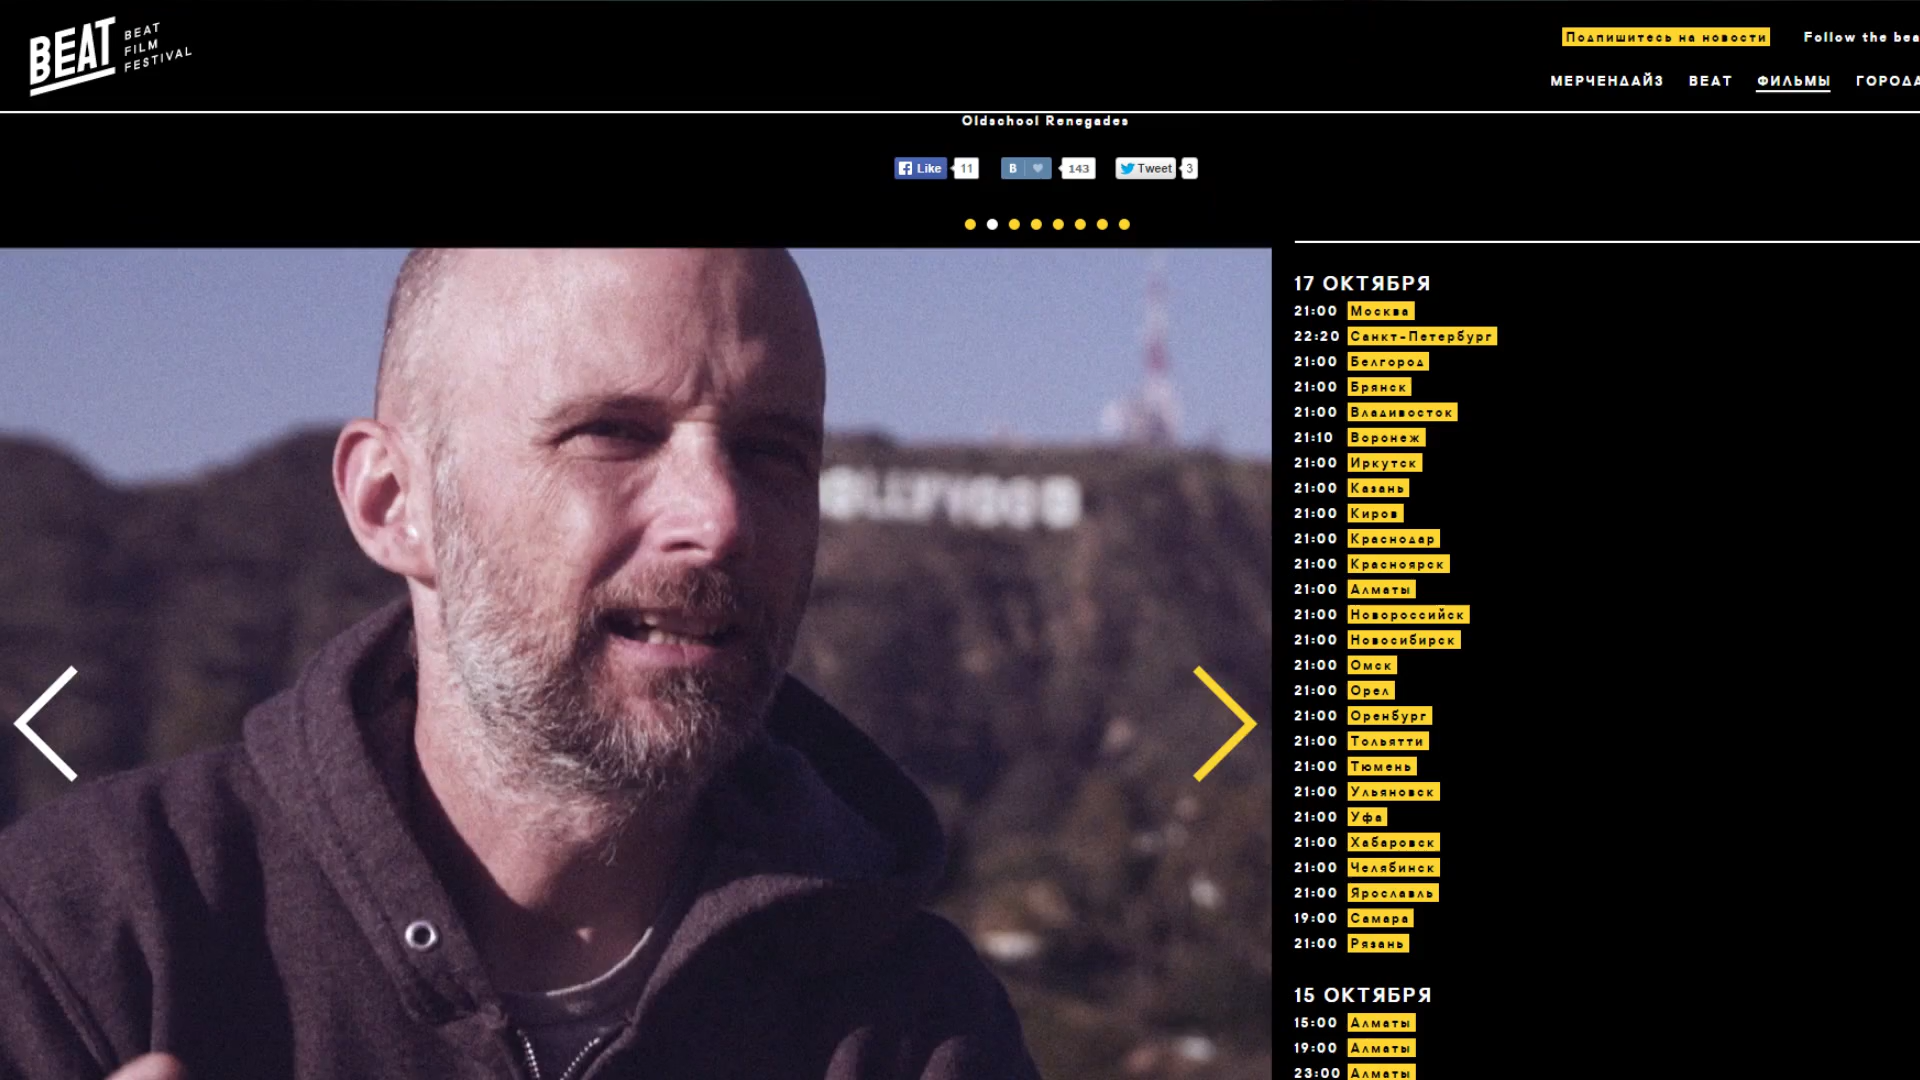 BEAT
BEAT
FILM
FESTIVAL
Подпишитесь на новости
Follow the bea
МЕРЧЕНДАЙЗ
BEAT
ФИЛЬМЫ
ГОРОДА
Oldschool Renegades
Like
11
B
143
Tweet
3
OLLYWOOD
17 ОКТЯБРЯ
21:00 Москва
22:20 Санкт-Петербург
21:00 Белгород
21:00 Брянск
21:00 Владивосток
21:10 Воронеж
21:00 Иркутск
21:00 Казань
21:00 Киров
21:00 Краснодар
21:00 Красноярск
21:00 Алматы
21:00 Новороссийск
21:00 Новосибирск
21:00 Омск
21:00 Орел
21:00 Оренбург
21:00 Тольятти
21:00 Тюмень
21:00 Ульяновск
21:00 Уфа
21:00 Хабаровск
21:00 Челябинск
21:00 Ярославль
19:00 Самара
21:00 Рязань
15 ОКТЯБРЯ
15:00 Алматы
19:00 Алматы
23:00 Алматы